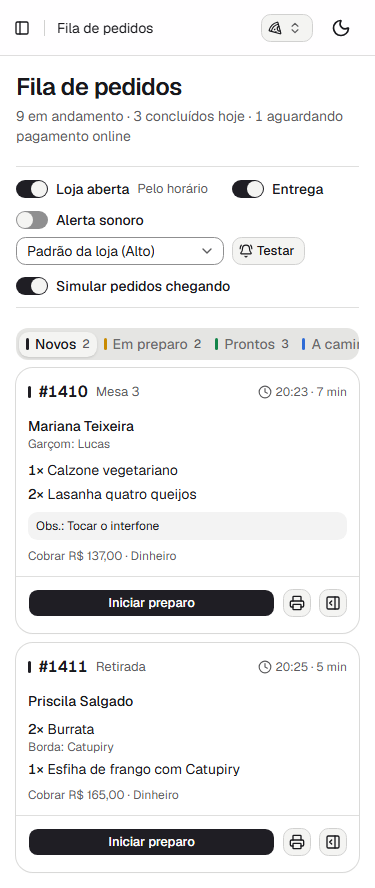 Fila de pedidos
Fila de pedidos
9 em andamento · 3 concluídos hoje · 1 aguardando
pagamento online
Loja aberta Pelo horário Entrega
Alerta sonoro
Padrão da loja (Alto) Testar
Simular pedidos chegando
Novos 2 Em preparo 2 Prontos 3 A camin
#1410 Mesa 3 20:23 · 7 min
Mariana Teixeira
Garçom: Lucas
1× Calzone vegetariano
2× Lasanha quatro queijos
Obs.: Tocar o interfone
Cobrar R$ 137,00 · Dinheiro
Iniciar preparo
#1411 Retirada 20:25 · 5 min
Priscila Salgado
2× Burrata
Borda: Catupiry
1× Esfiha de frango com Catupiry
Cobrar R$ 165,00 · Dinheiro
Iniciar preparo